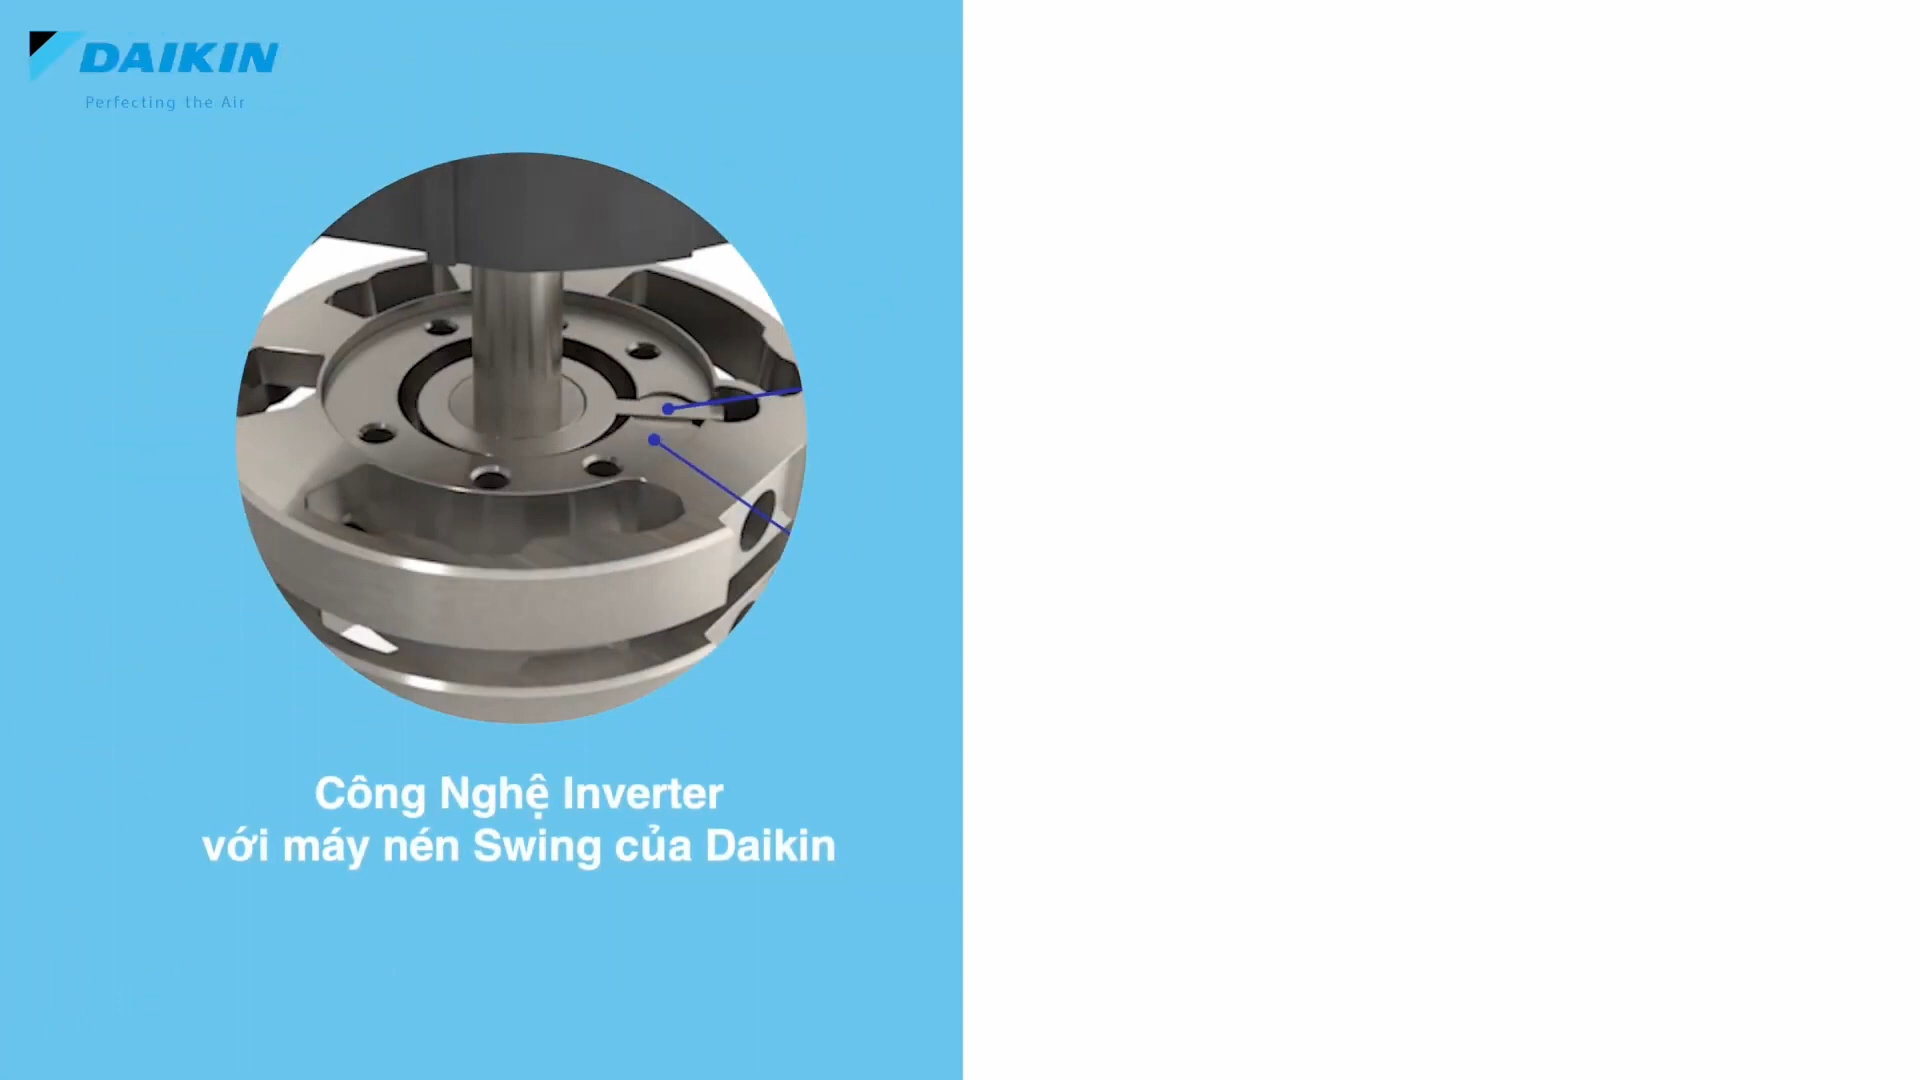 DAIKIN
Perfecting the Air
Công Nghệ Inverter
với máy nén Swing của Daikin